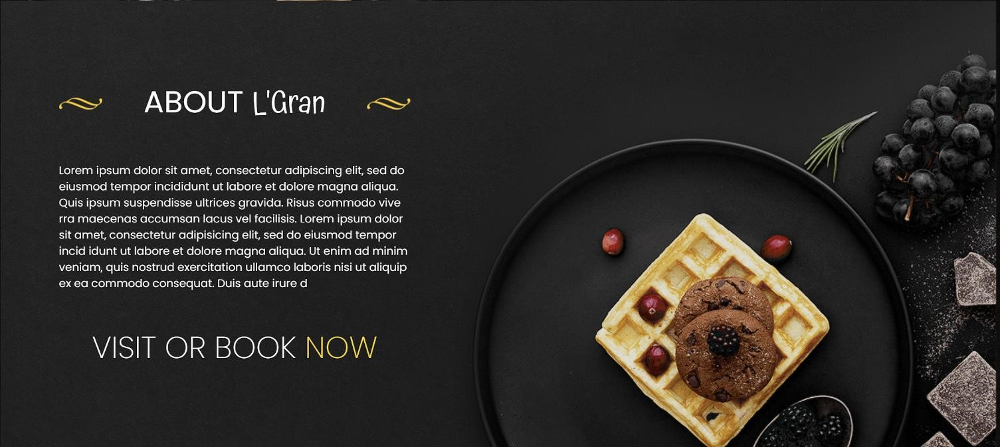 ABOUT L'Gran
Lorem ipsum dolor sit amet, consectetur adipiscing elit, sed do
eiusmod tempor incididunt ut labore et dolore magna aliqua.
Quis ipsum suspendisse ultrices gravida. Risus commodo vive
rra maecenas accumsan lacus vel facilisis. Lorem ipsum dolor
sit amet, consectetur adipisicing elit, sed do eiusmod tempor
incid idunt ut labore et dolore magna aliqua. Ut enim ad minim
veniam, quis nostrud exercitation ullamco laboris nisi ut aliquip
ex ea commodo consequat. Duis aute irure d
VISIT OR BOOK NOW